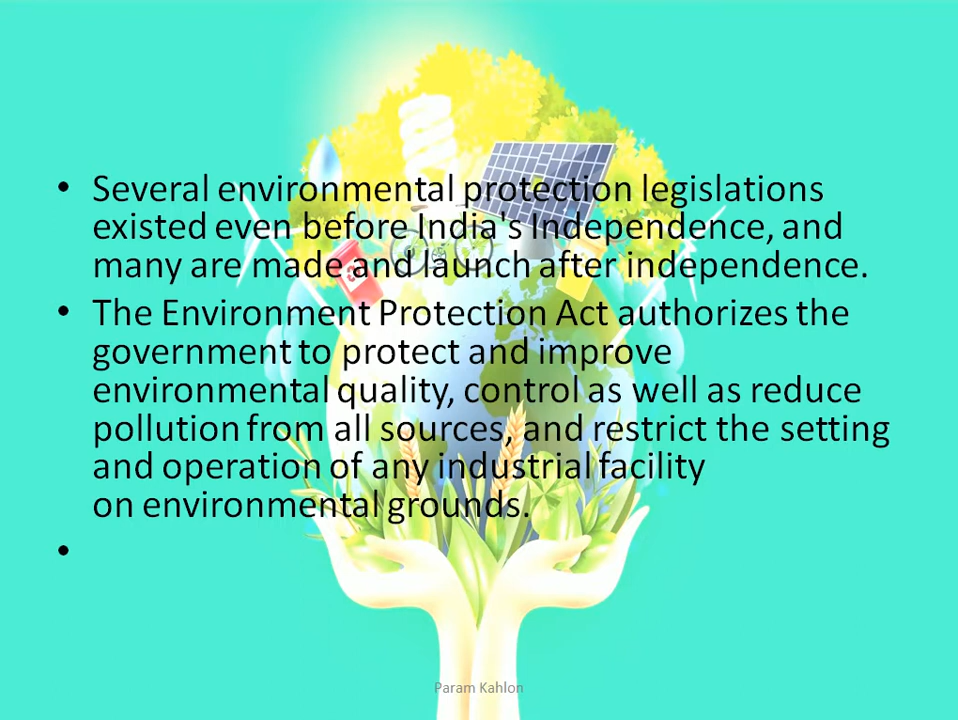 • Several environmental protection legislations
existed even before India's Independence, and
many are made and launch after independence.
• The Environment Protection Act authorizes the
government to protect and improve
environmental quality, control as well as reduce
pollution from all sources, and restrict the setting
and operation of any industrial facility
on environmental grounds.
•
Param Kahlon